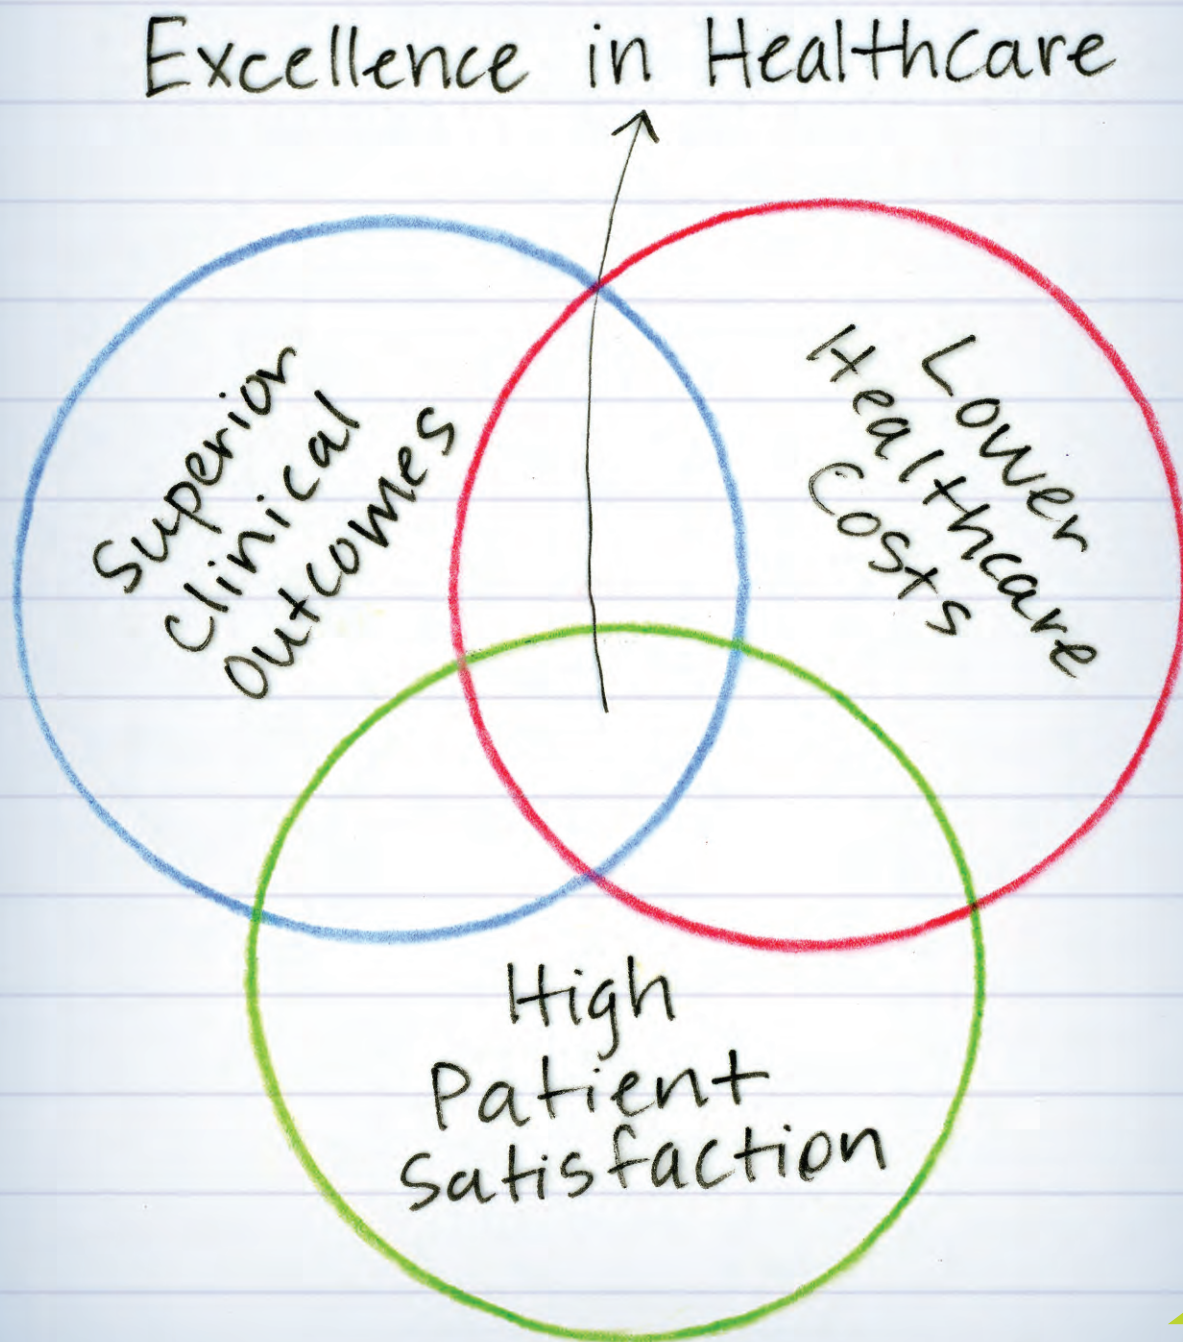 Excellence in Healthcare
Superior
Clinical
Outcomes
Lower
Healthcare
Costs
High
Patient
Satisfaction